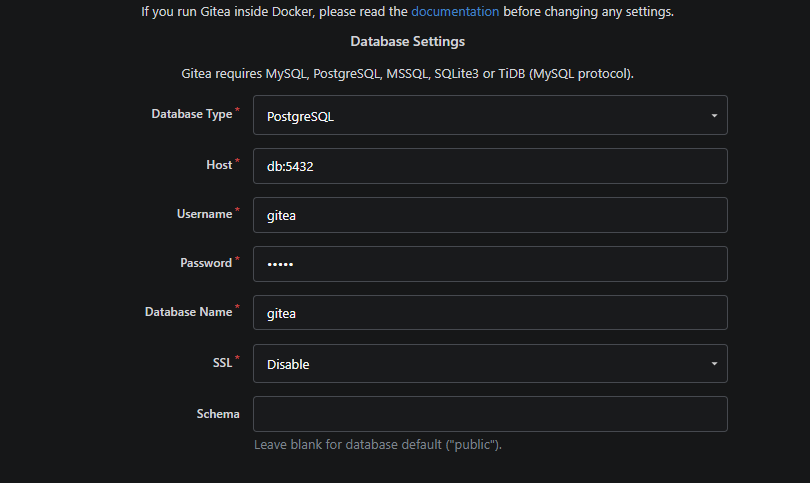 If you run Gitea inside Docker, please read the documentation before changing any settings.
Database Settings
Gitea requires MySQL, PostgreSQL, MSSQL, SQLite3 or TiDB (MySQL protocol).
Database Type* PostgreSQL
Host* db:5432
Username* gitea
Password* •••••
Database Name* gitea
SSL* Disable
Schema
Leave blank for database default ("public").